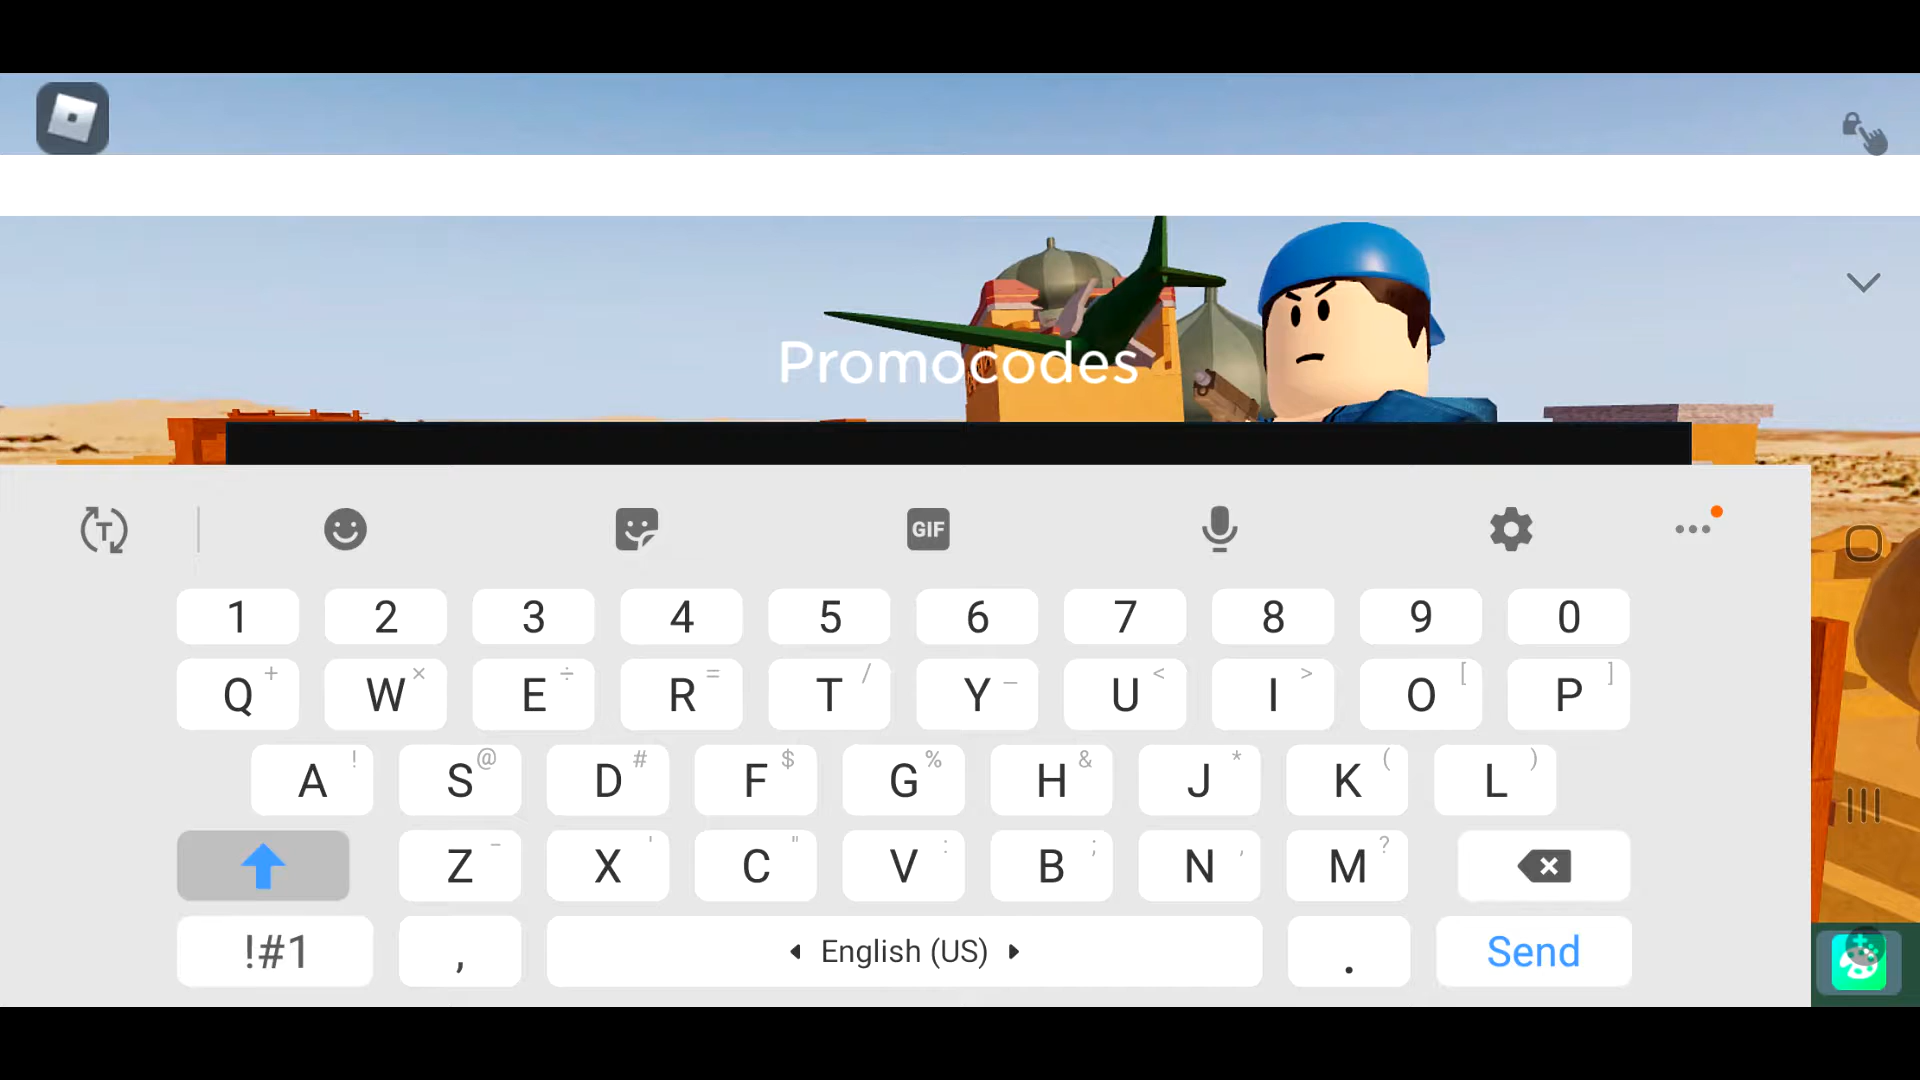 Promocodes
GIF
1 2 3 4 5 6 7 8 9 0
Q + W × E ÷ R = T / Y _ U < I > O [ P ]
A ! S @ D # F $ G % H & J * K ( L )
Z - X ' C " V : B ; N , M ?
!#1 , English (US) . Send